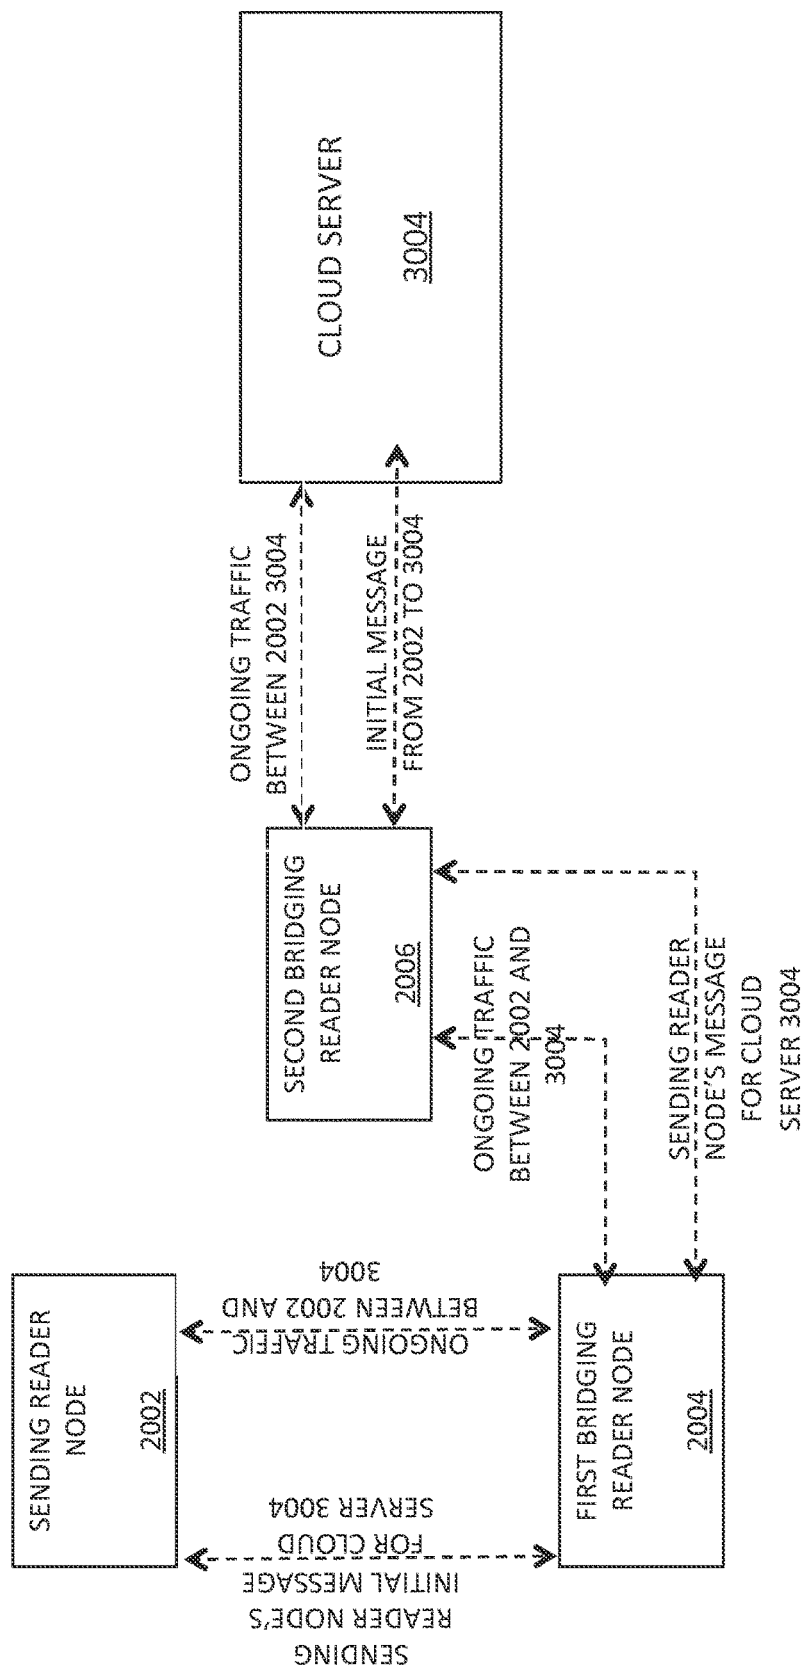 SENDING READER
NODE
2002
SENDING
READER NODE'S
INITIAL MESSAGE
FOR CLOUD
SERVER 3004
ONGOING TRAFFIC
BETWEEN 2002 AND
3004
FIRST BRIDGING
READER NODE
2004
SECOND BRIDGING
READER NODE
2006
ONGOING TRAFFIC
BETWEEN 2002 AND
3004
SENDING READER
NODE'S MESSAGE
FOR CLOUD
SERVER 3004
ONGOING TRAFFIC
BETWEEN 2002 3004
INITIAL MESSAGE
FROM 2002 TO 3004
CLOUD SERVER
3004